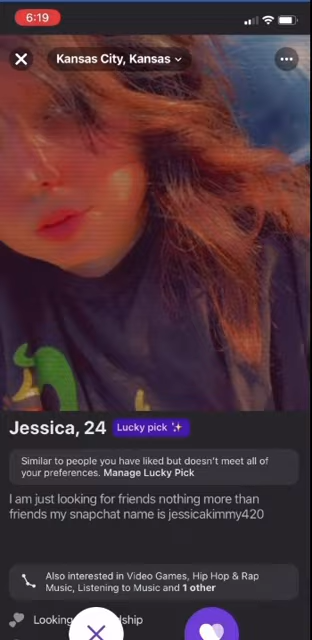 6:19
Kansas City, Kansas
Jessica, 24 Lucky pick
Similar to people you have liked but doesn't meet all of
your preferences. Manage Lucky Pick
I am just looking for friends nothing more than
friends my snapchat name is jessicakimmy420
Also interested in Video Games, Hip Hop & Rap
Music, Listening to Music and 1 other